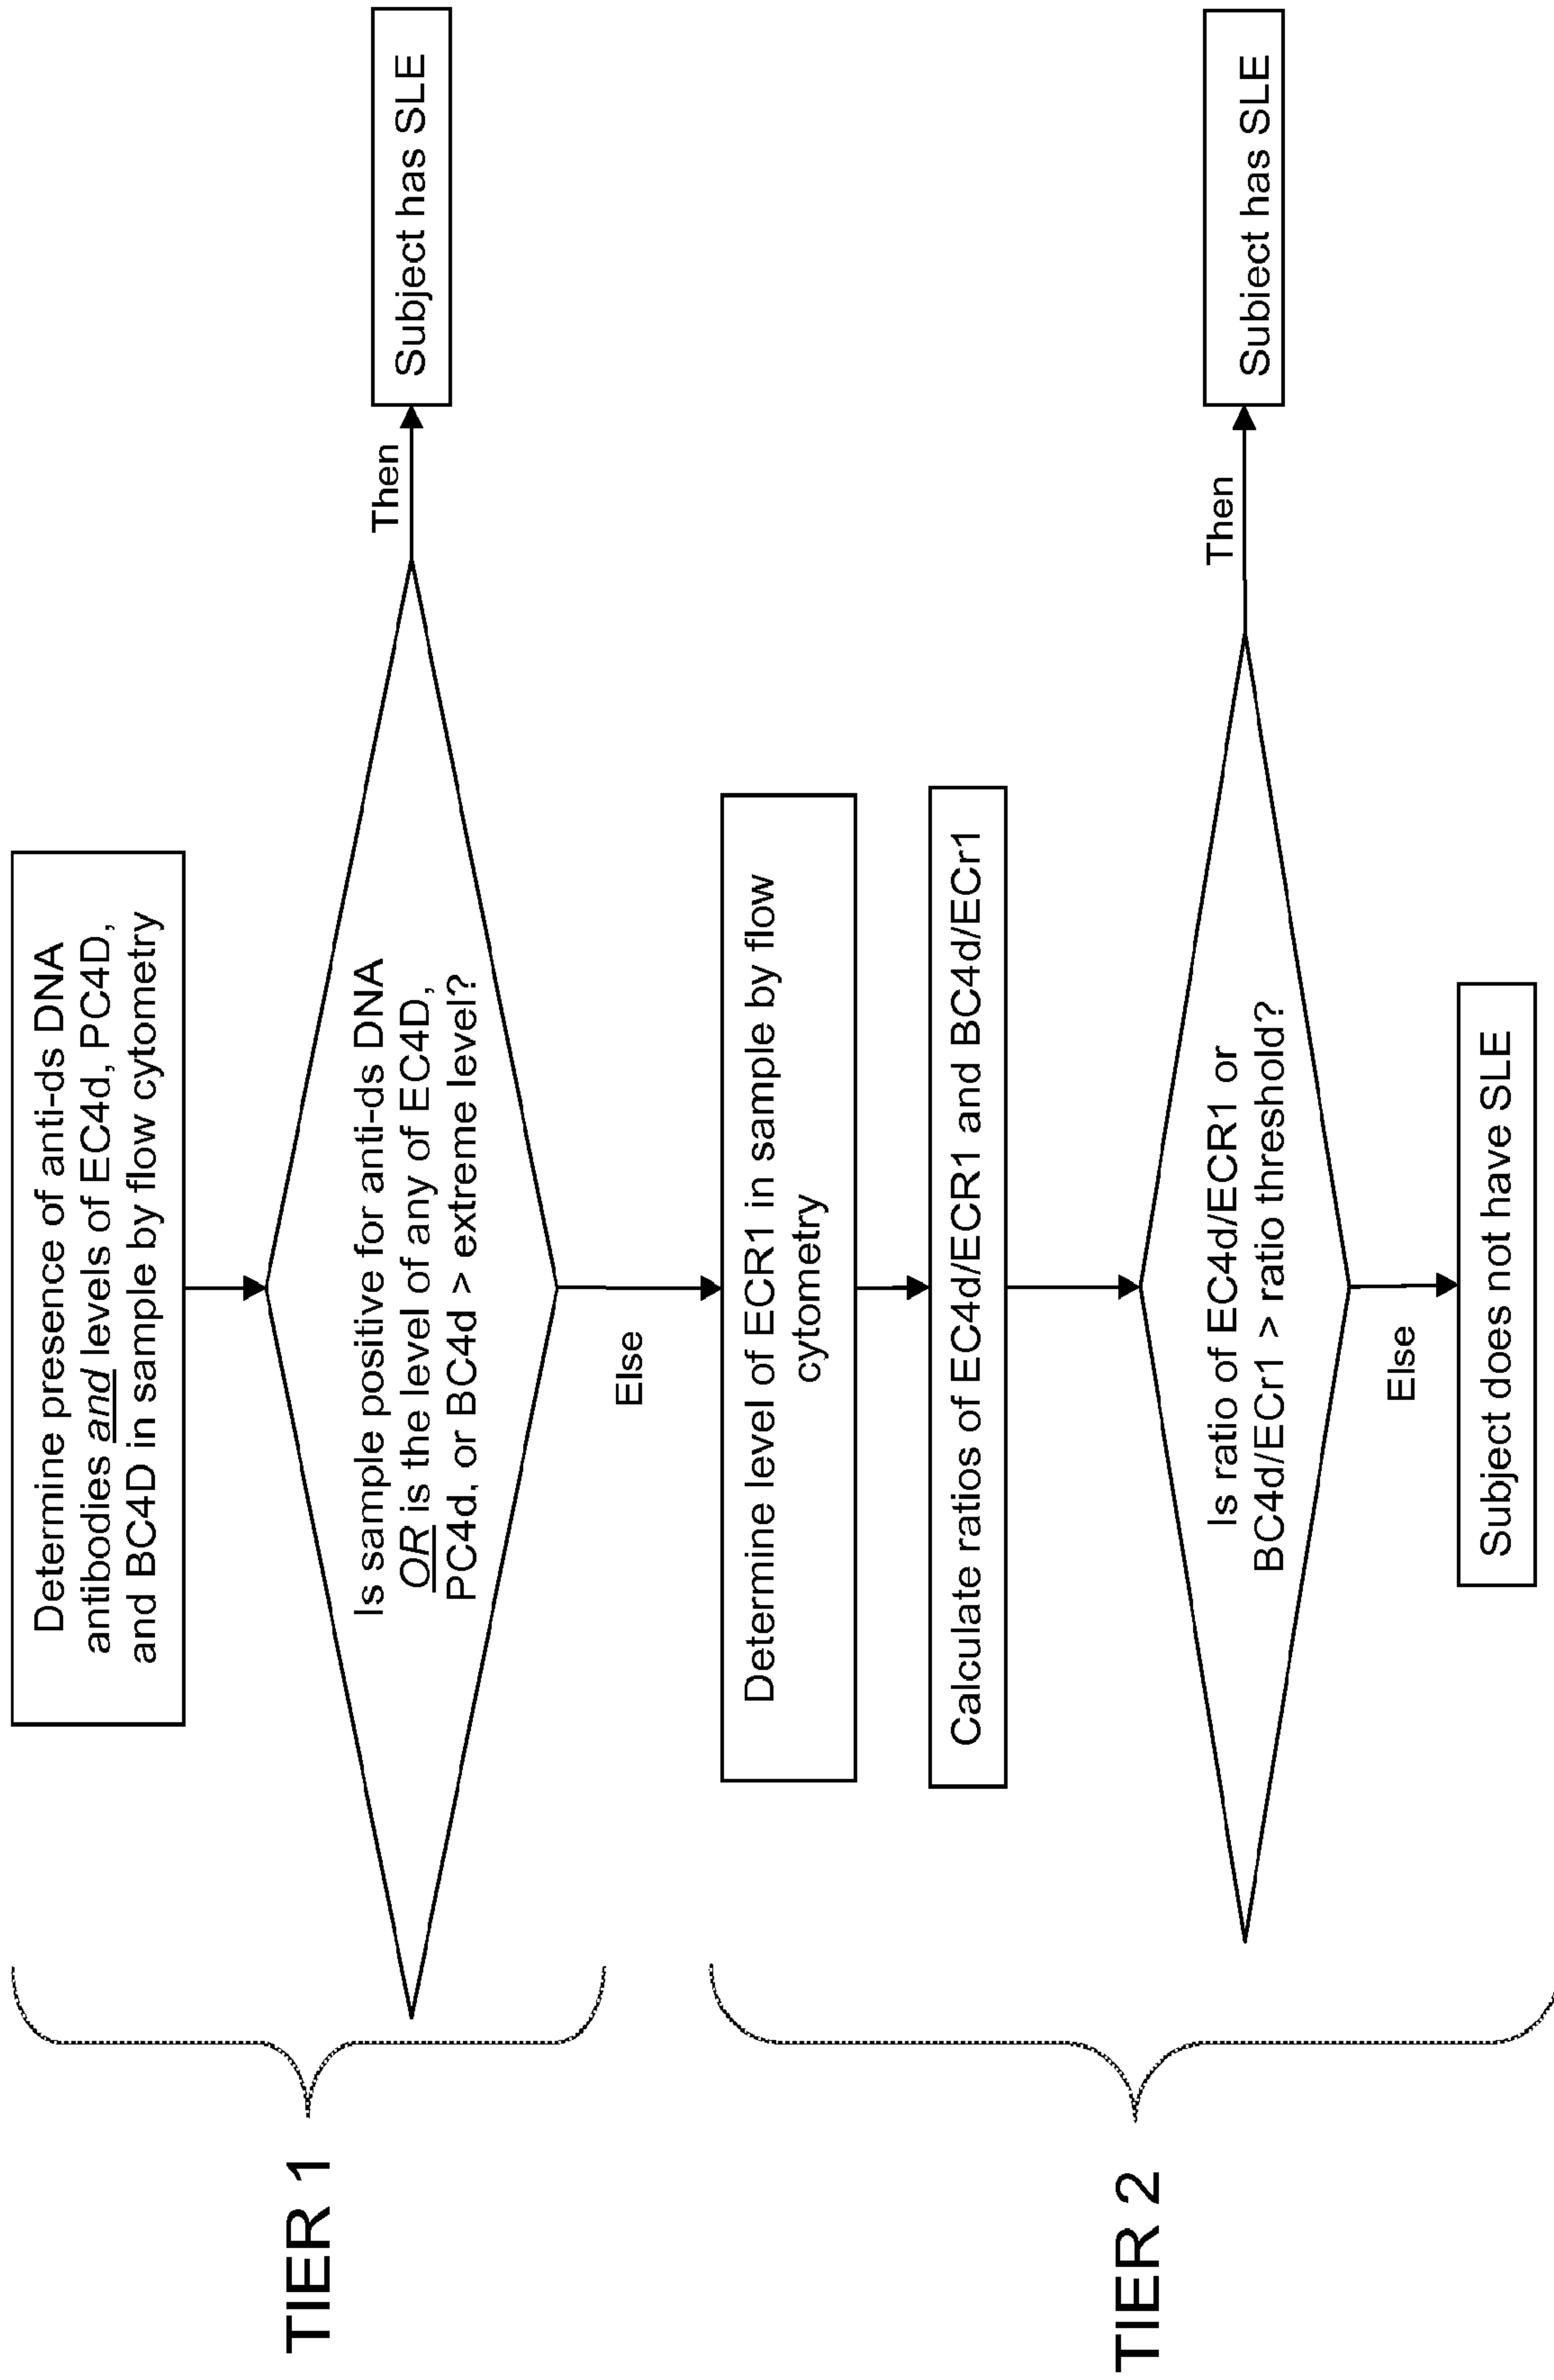 TIER 1
Determine presence of anti-ds DNA
antibodies and levels of EC4d, PC4D,
and BC4D in sample by flow cytometry
Is sample positive for anti-ds DNA
OR is the level of any of EC4D,
PC4d, or BC4d > extreme level?
Then
Subject has SLE
Else
TIER 2
Determine level of ECR1 in sample by flow
cytometry
Calculate ratios of EC4d/ECR1 and BC4d/ECr1
Is ratio of EC4d/ECR1 or
BC4d/ECr1 > ratio threshold?
Then
Subject has SLE
Else
Subject does not have SLE